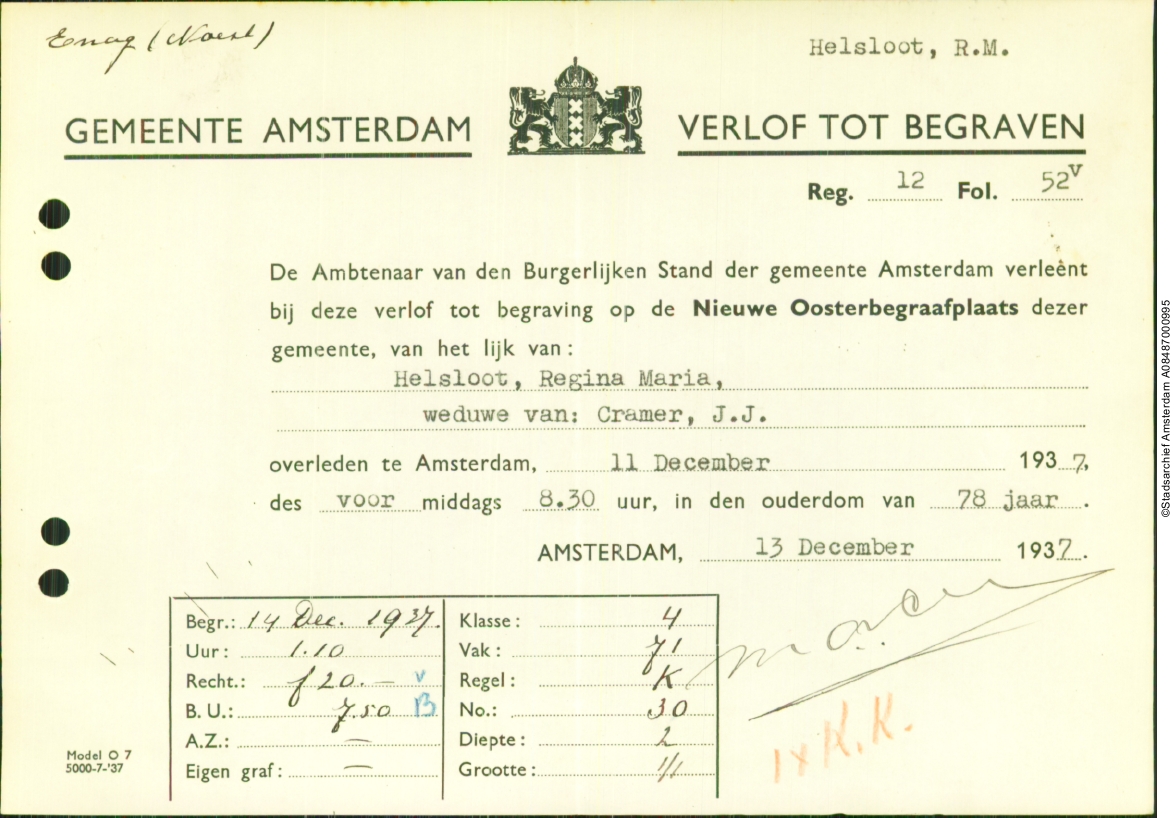 Helsloot, R.M.
GEMEENTE AMSTERDAM
VERLOF TOT BEGRAVEN
Reg. 12 Fol. 52v
De Ambtenaar van den Burgerlijken Stand der gemeente Amsterdam verleent
bij deze verlof tot begraving op de Nieuwe Oosterbegraafplaats dezer
gemeente, van het lijk van:
Helsloot, Regina Maria,
weduwe van: Cramer, J.J.
overleden te Amsterdam, 11 December 1937,
des voor middags 8.30 uur, in den ouderdom van 78 jaar.
AMSTERDAM, 13 December 1937.
Begr.: 14 Dec. 1937.
Uur: 1.10
Recht.: f 20.— v
B. U.: 7.50 B
A.Z.: —
Eigen graf: —
Klasse: 4
Vak: 71
Regel: K
No.: 30
Diepte: 2
Grootte: 1/1
1 x K.K.
Model O 7
5000-7-'37
©Stadsarchief Amsterdam A08487000995